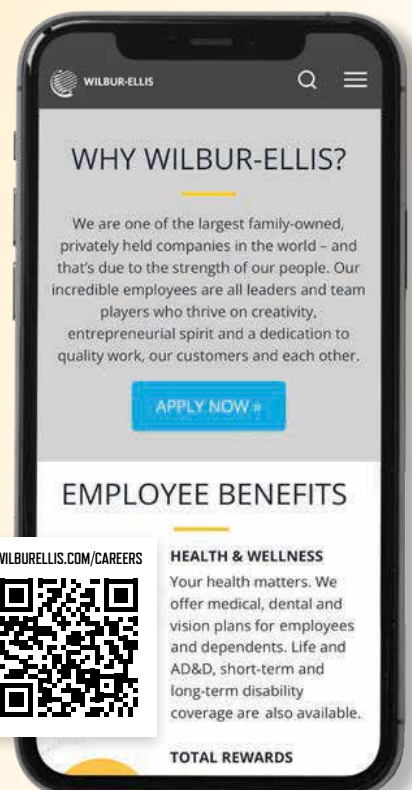 WILBUR-ELLIS
WHY WILBUR-ELLIS?
We are one of the largest family-owned,
privately held companies in the world – and
that's due to the strength of our people. Our
incredible employees are all leaders and team
players who thrive on creativity,
entrepreneurial spirit and a dedication to
quality work, our customers and each other.
APPLY NOW »
EMPLOYEE BENEFITS
WILBURELLIS.COM/CAREERS
HEALTH & WELLNESS
Your health matters. We
offer medical, dental and
vision plans for employees
and dependents. Life and
AD&D, short-term and
long-term disability
coverage are also available.
TOTAL REWARDS